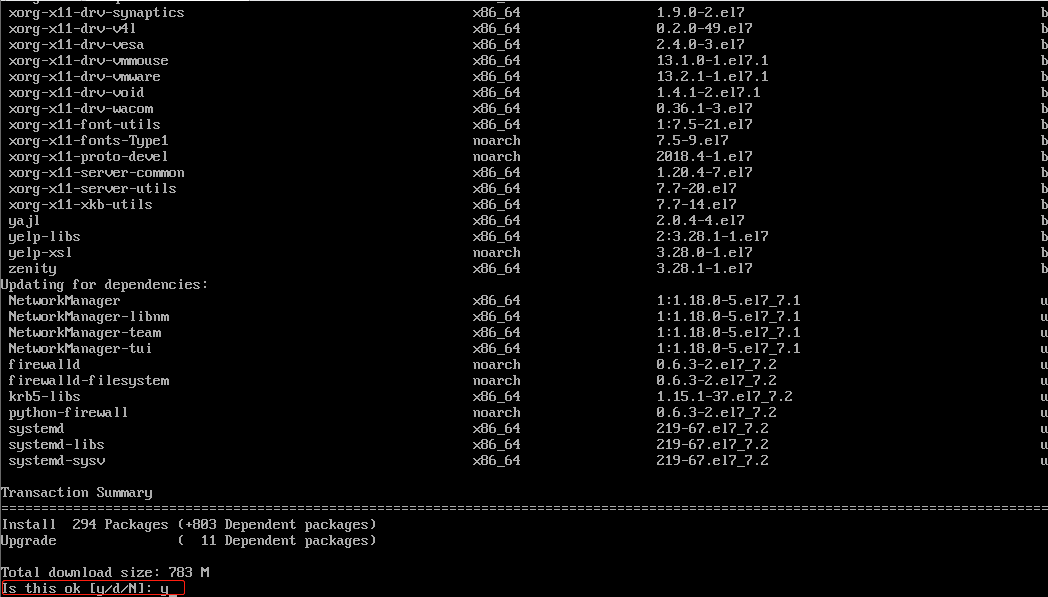 xorg-x11-drv-synaptics x86_64 1.9.0-2.el7 b
xorg-x11-drv-v4l x86_64 0.2.0-49.el7 b
xorg-x11-drv-vesa x86_64 2.4.0-3.el7 b
xorg-x11-drv-vmmouse x86_64 13.1.0-1.el7.1 b
xorg-x11-drv-vmware x86_64 13.2.1-1.el7.1 b
xorg-x11-drv-void x86_64 1.4.1-2.el7.1 b
xorg-x11-drv-wacom x86_64 0.36.1-3.el7 b
xorg-x11-font-utils x86_64 1:7.5-21.el7 b
xorg-x11-fonts-Type1 noarch 7.5-9.el7 b
xorg-x11-proto-devel noarch 2018.4-1.el7 b
xorg-x11-server-common x86_64 1.20.4-7.el7 b
xorg-x11-server-utils x86_64 7.7-20.el7 b
xorg-x11-xkb-utils x86_64 7.7-14.el7 b
yajl x86_64 2.0.4-4.el7 b
yelp-libs x86_64 2:3.28.1-1.el7 b
yelp-xsl noarch 3.28.0-1.el7 b
zenity x86_64 3.28.1-1.el7 b
Updating for dependencies:
NetworkManager x86_64 1:1.18.0-5.el7_7.1 u
NetworkManager-libnm x86_64 1:1.18.0-5.el7_7.1 u
NetworkManager-team x86_64 1:1.18.0-5.el7_7.1 u
NetworkManager-tui x86_64 1:1.18.0-5.el7_7.1 u
firewalld noarch 0.6.3-2.el7_7.2 u
firewalld-filesystem noarch 0.6.3-2.el7_7.2 u
krb5-libs x86_64 1.15.1-37.el7_7.2 u
python-firewall noarch 0.6.3-2.el7_7.2 u
systemd x86_64 219-67.el7_7.2 u
systemd-libs x86_64 219-67.el7_7.2 u
systemd-sysv x86_64 219-67.el7_7.2 u
Transaction Summary
================================================================================
Install 294 Packages (+803 Dependent packages)
Upgrade ( 11 Dependent packages)
Total download size: 783 M
Is this ok [y/d/N]: y_